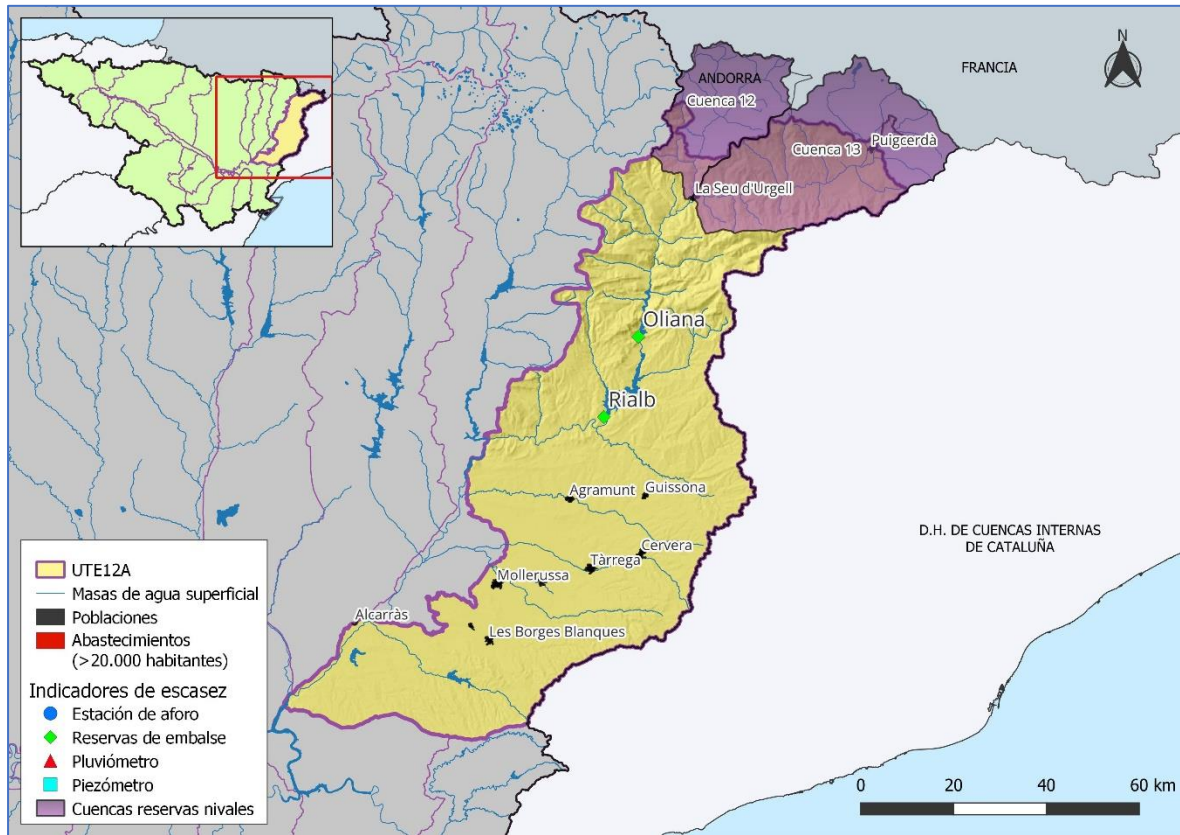 N
ANDORRA
FRANCIA
Cuenca 12
Puigcerdà
Cuenca 13
La Seu d'Urgell
Oliana
Rialb
Agramunt
Guissona
D.H. DE CUENCAS INTERNAS
DE CATALUÑA
Cervera
Tàrrega
Mollerussa
Alcarràs
Les Borges Blanques
UTE12A
Masas de agua superficial
Poblaciones
Abastecimientos
(>20.000 habitantes)
Indicadores de escasez
Estación de aforo
Reservas de embalse
Pluviómetro
Piezómetro
Cuencas reservas nivales
0 20 40 60 km